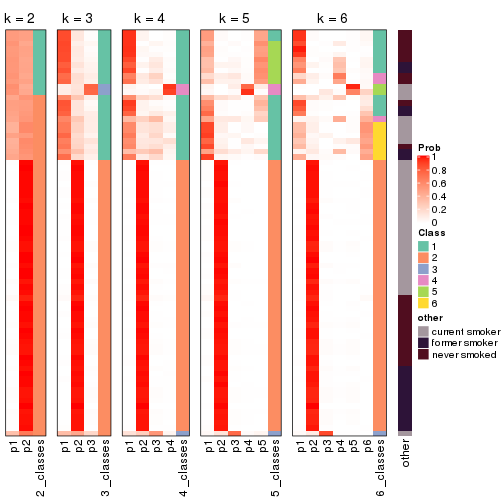 k = 2 k = 3 k = 4 k = 5 k = 6
Prob
1
0.8
0.6
0.4
0.2
0
Class
1
2
3
4
5
6
other
current smoker
former smoker
never smoked
p1 p2 2_classes p1 p2 p3 3_classes p1 p2 p3 p4 4_classes p1 p2 p3 p4 p5 5_classes p1 p2 p3 p4 p5 p6 6_classes other